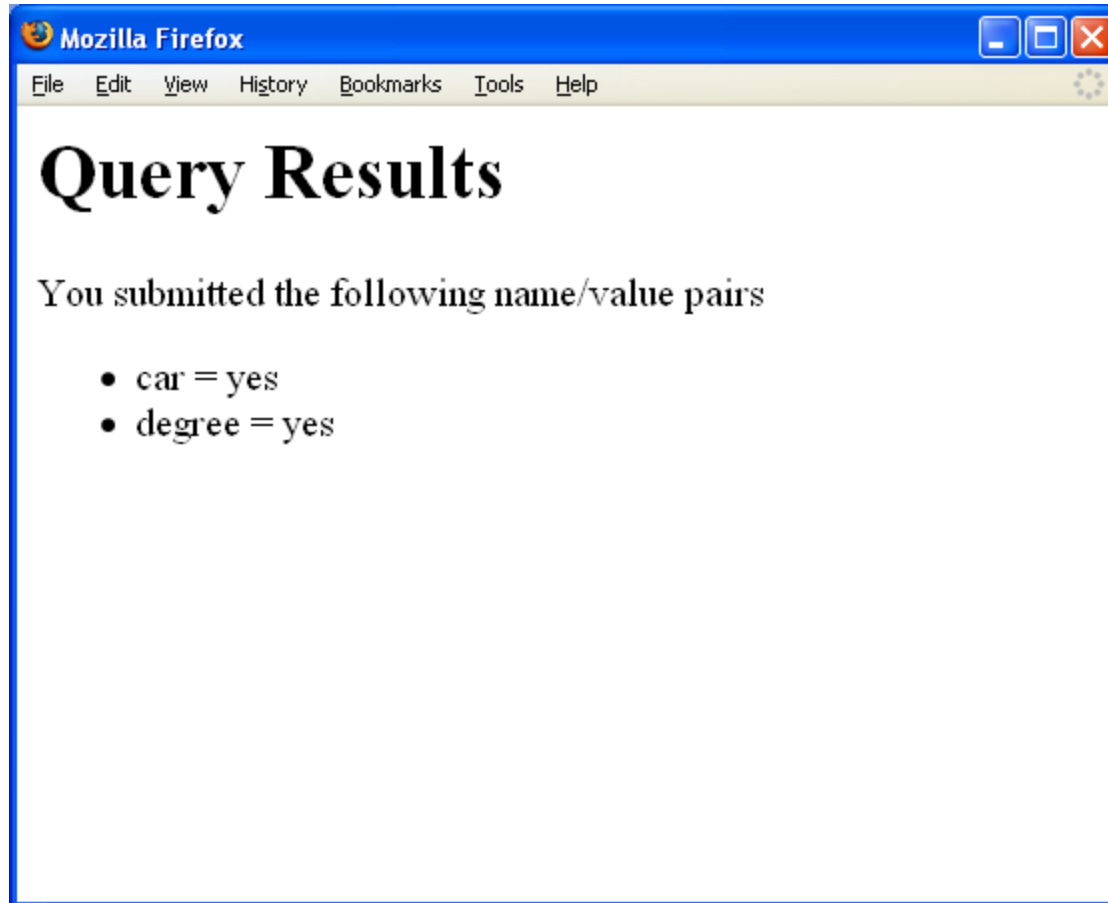 Mozilla Firefox
File Edit View History Bookmarks Tools Help
Query Results
You submitted the following name/value pairs
• car = yes
• degree = yes